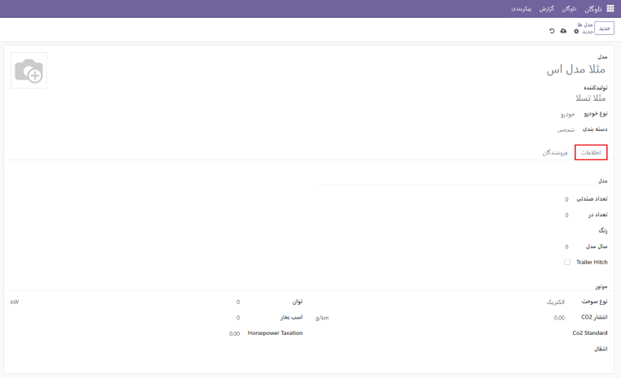 ناوگان ناوگان گزارش پیکربندی
جدید
مدل ها
جدید
مدل
مثلا مدل اس
تولیدکننده
مثلا تسلا
نوع خودرو خودرو
دسته بندی شخصی
اطلاعات فروشندگان
مدل
تعداد صندلی 0
تعداد در 0
رنگ
سال مدل 0
Trailer Hitch
موتور
نوع سوخت الکتریک
انتشار CO2 0.00 g/km
Co2 Standard
انتقال
توان 0 kW
اسب بخار 0
Horsepower Taxation 0.00